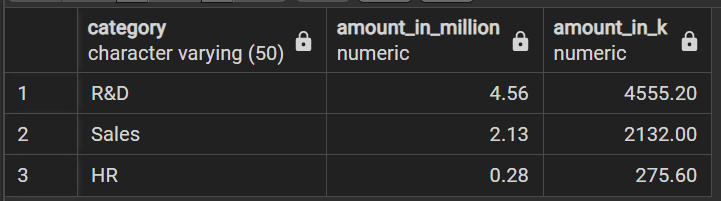 category amount_in_million amount_in_k
character varying (50) numeric numeric
1 R&D 4.56 4555.20
2 Sales 2.13 2132.00
3 HR 0.28 275.60